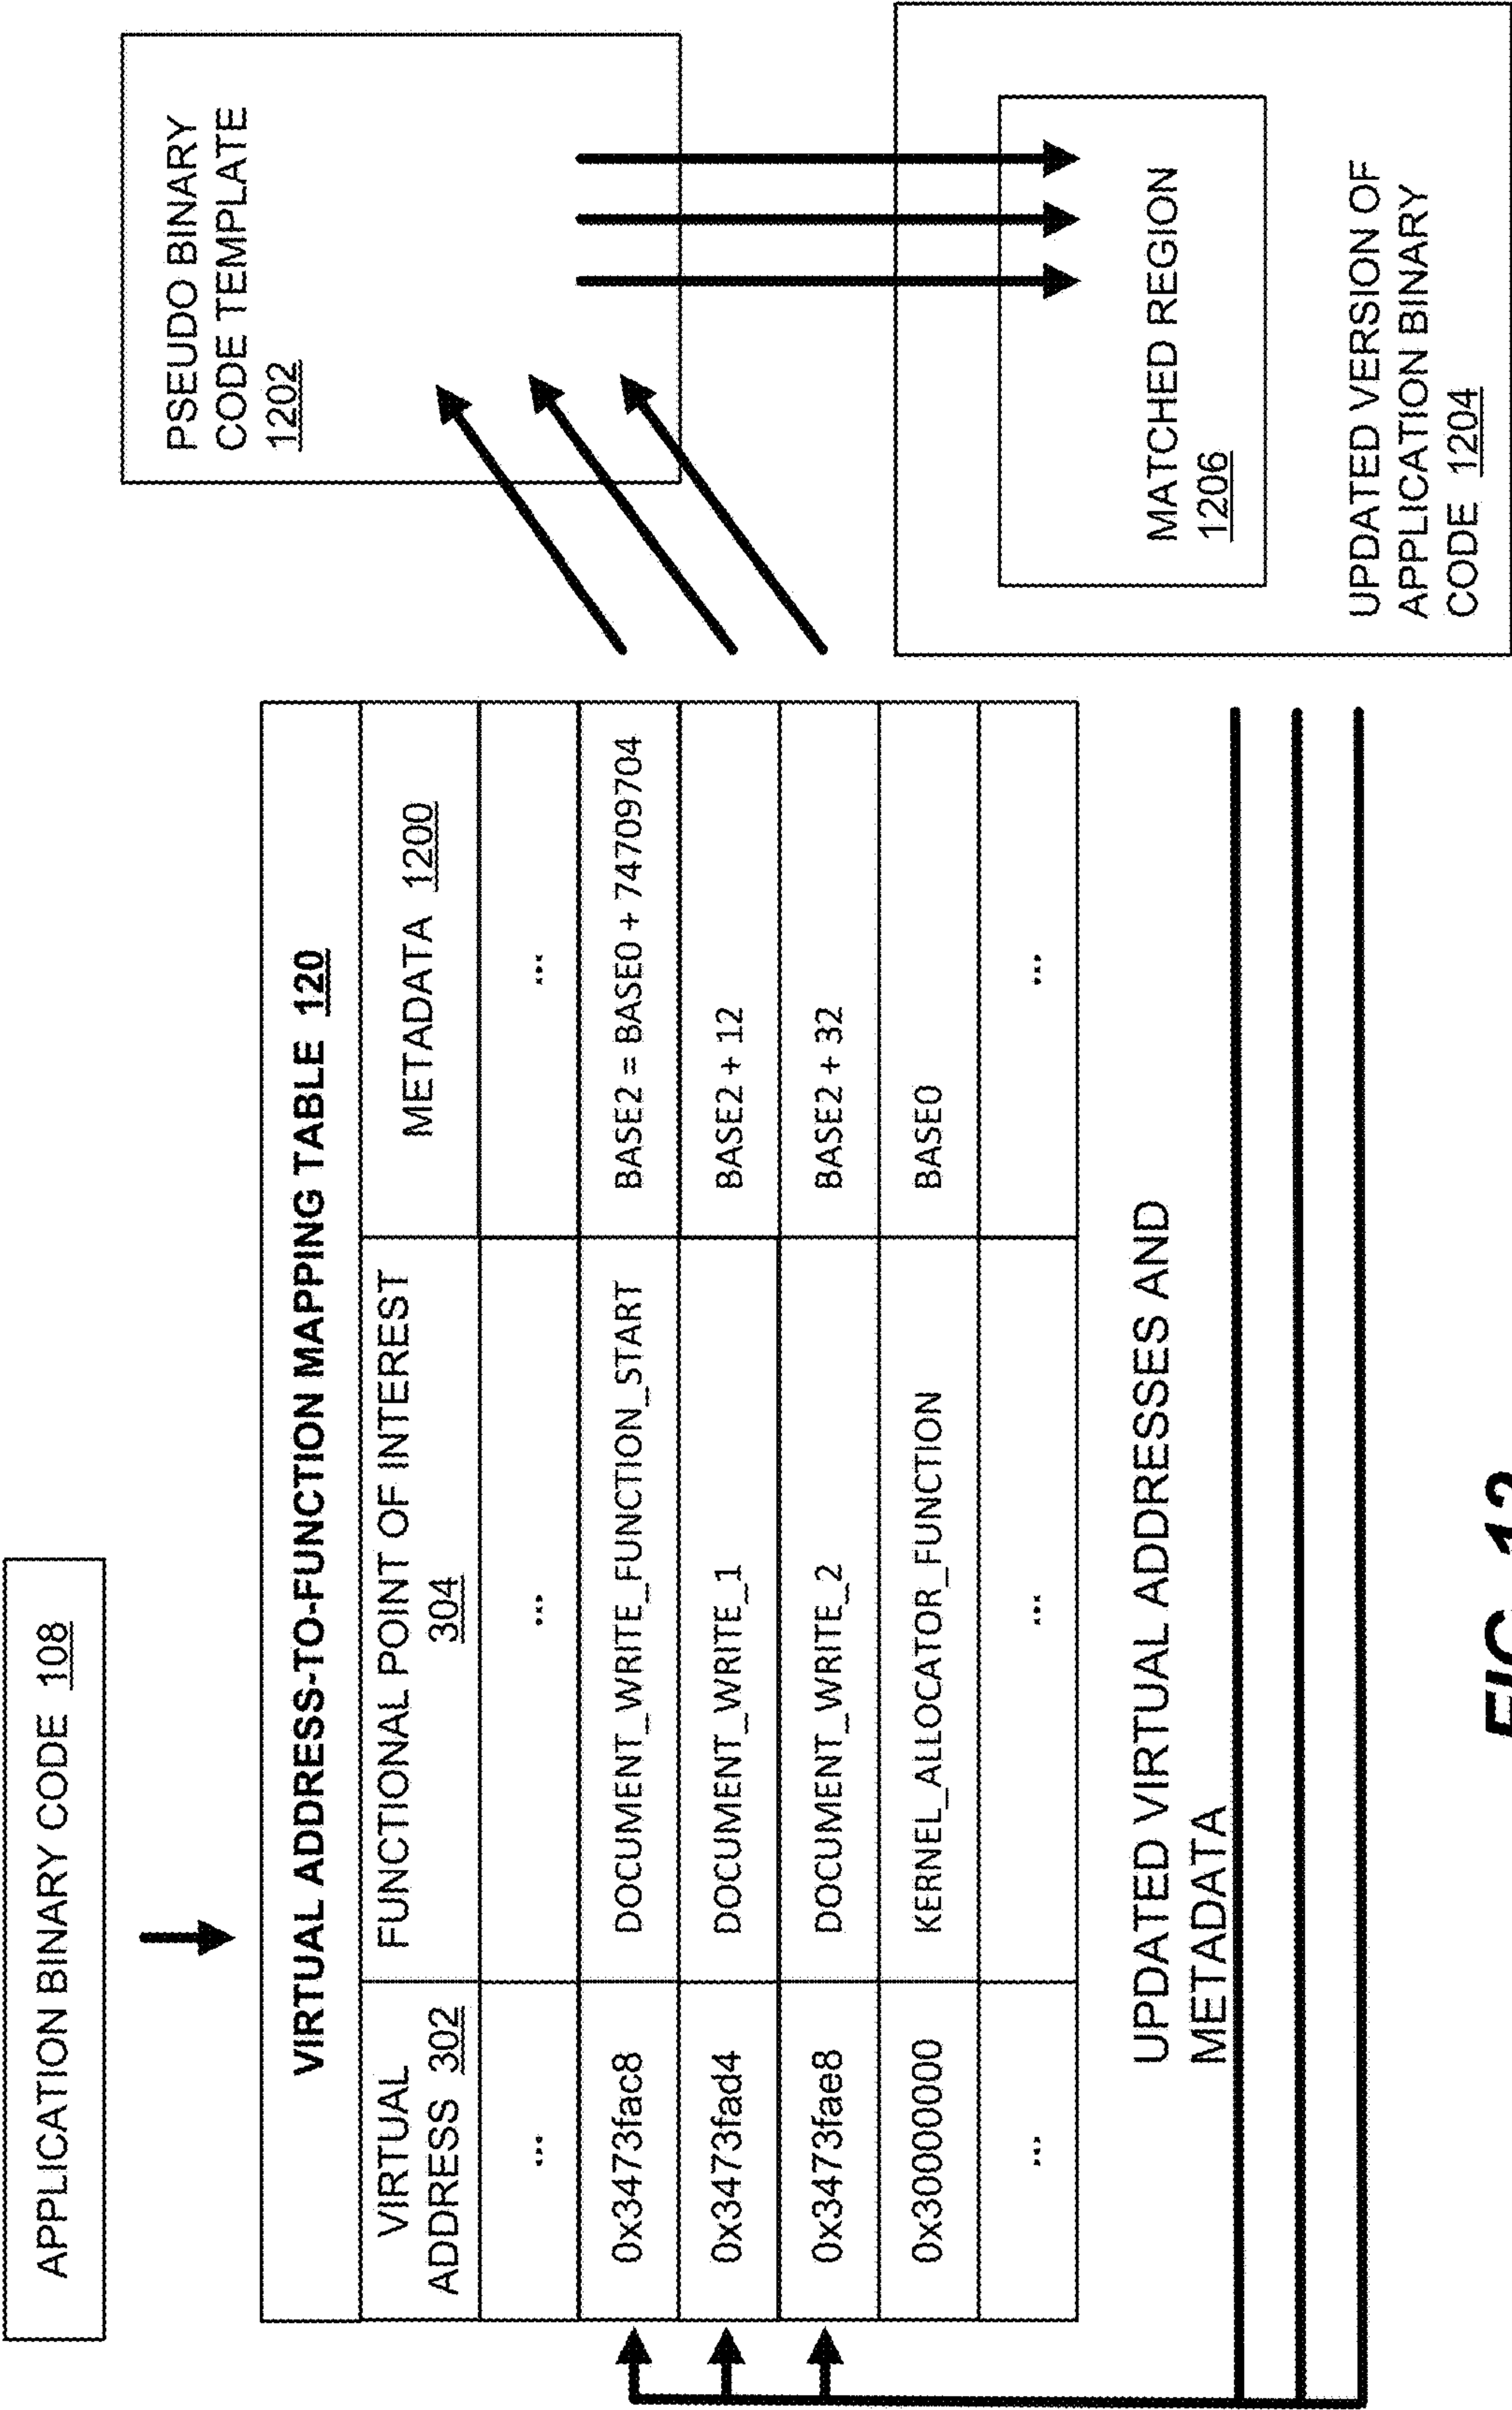 APPLICATION BINARY CODE 108
VIRTUAL ADDRESS-TO-FUNCTION MAPPING TABLE 120
VIRTUAL
ADDRESS 302
FUNCTIONAL POINT OF INTEREST
304
METADATA 1200
... ... ...
0x3473fac8 DOCUMENT_WRITE_FUNCTION_START BASE2 = BASE0 + 74709704
0x3473fad4 DOCUMENT_WRITE_1 BASE2 + 12
0x3473fae8 DOCUMENT_WRITE_2 BASE2 + 32
0x30000000 KERNEL_ALLOCATOR_FUNCTION BASE0
... ... ...
UPDATED VIRTUAL ADDRESSES AND
METADATA
PSEUDO BINARY
CODE TEMPLATE
1202
MATCHED REGION
1206
UPDATED VERSION OF
APPLICATION BINARY
CODE 1204
FIG. 12